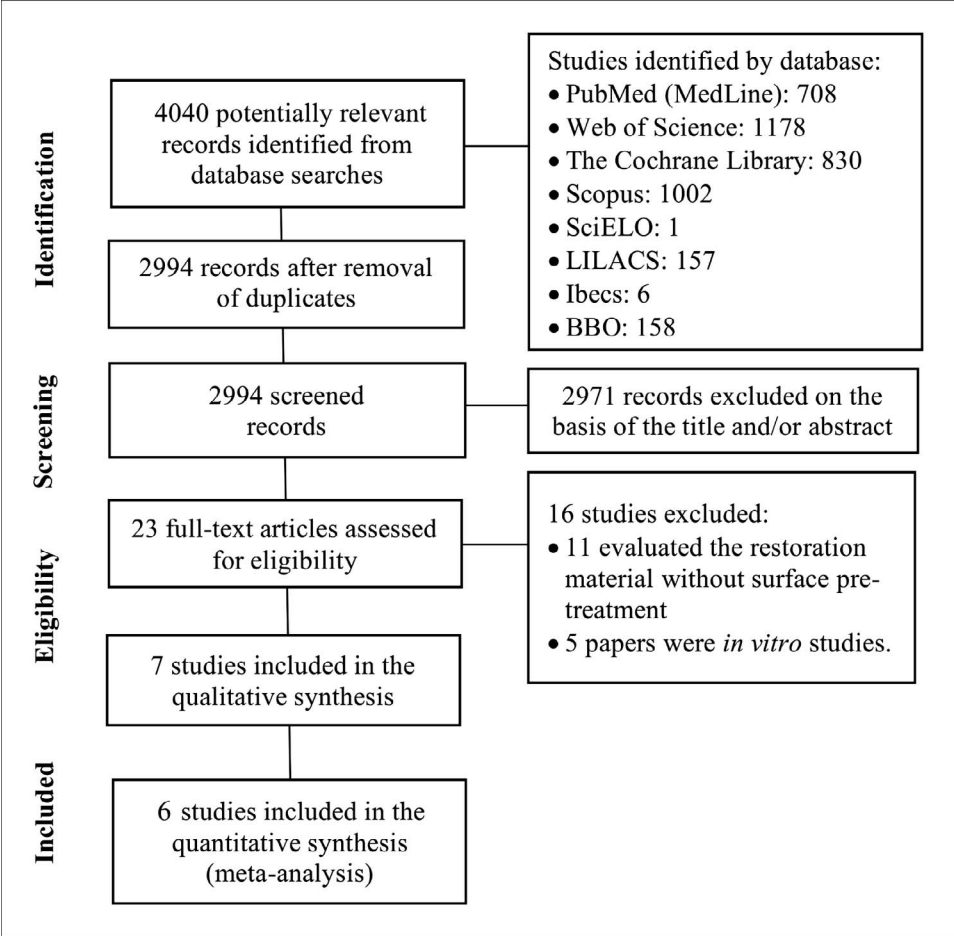 Identification
4040 potentially relevant
records identified from
database searches
Studies identified by database:
• PubMed (MedLine): 708
• Web of Science: 1178
• The Cochrane Library: 830
• Scopus: 1002
• SciELO: 1
• LILACS: 157
• Ibecs: 6
• BBO: 158
2994 records after removal
of duplicates
Screening
2994 screened
records
2971 records excluded on the
basis of the title and/or abstract
Eligibility
23 full-text articles assessed
for eligibility
16 studies excluded:
• 11 evaluated the restoration
material without surface pre-
treatment
• 5 papers were in vitro studies.
7 studies included in the
qualitative synthesis
Included
6 studies included in the
quantitative synthesis
(meta-analysis)